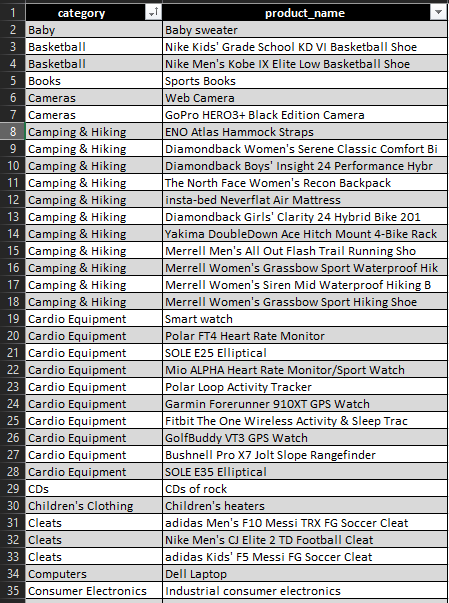 1 category product_name
2 Baby Baby sweater
3 Basketball Nike Kids' Grade School KD VI Basketball Shoe
4 Basketball Nike Men's Kobe IX Elite Low Basketball Shoe
5 Books Sports Books
6 Cameras Web Camera
7 Cameras GoPro HERO3+ Black Edition Camera
8 Camping & Hiking ENO Atlas Hammock Straps
9 Camping & Hiking Diamondback Women's Serene Classic Comfort Bi
10 Camping & Hiking Diamondback Boys' Insight 24 Performance Hybr
11 Camping & Hiking The North Face Women's Recon Backpack
12 Camping & Hiking insta-bed Neverflat Air Mattress
13 Camping & Hiking Diamondback Girls' Clarity 24 Hybrid Bike 201
14 Camping & Hiking Yakima DoubleDown Ace Hitch Mount 4-Bike Rack
15 Camping & Hiking Merrell Men's All Out Flash Trail Running Sho
16 Camping & Hiking Merrell Women's Grassbow Sport Waterproof Hik
17 Camping & Hiking Merrell Women's Siren Mid Waterproof Hiking B
18 Camping & Hiking Merrell Women's Grassbow Sport Hiking Shoe
19 Cardio Equipment Smart watch
20 Cardio Equipment Polar FT4 Heart Rate Monitor
21 Cardio Equipment SOLE E25 Elliptical
22 Cardio Equipment Mio ALPHA Heart Rate Monitor/Sport Watch
23 Cardio Equipment Polar Loop Activity Tracker
24 Cardio Equipment Garmin Forerunner 910XT GPS Watch
25 Cardio Equipment Fitbit The One Wireless Activity & Sleep Trac
26 Cardio Equipment GolfBuddy VT3 GPS Watch
27 Cardio Equipment Bushnell Pro X7 Jolt Slope Rangefinder
28 Cardio Equipment SOLE E35 Elliptical
29 CDs CDs of rock
30 Children's Clothing Children's heaters
31 Cleats adidas Men's F10 Messi TRX FG Soccer Cleat
32 Cleats Nike Men's CJ Elite 2 TD Football Cleat
33 Cleats adidas Kids' F5 Messi FG Soccer Cleat
34 Computers Dell Laptop
35 Consumer Electronics Industrial consumer electronics